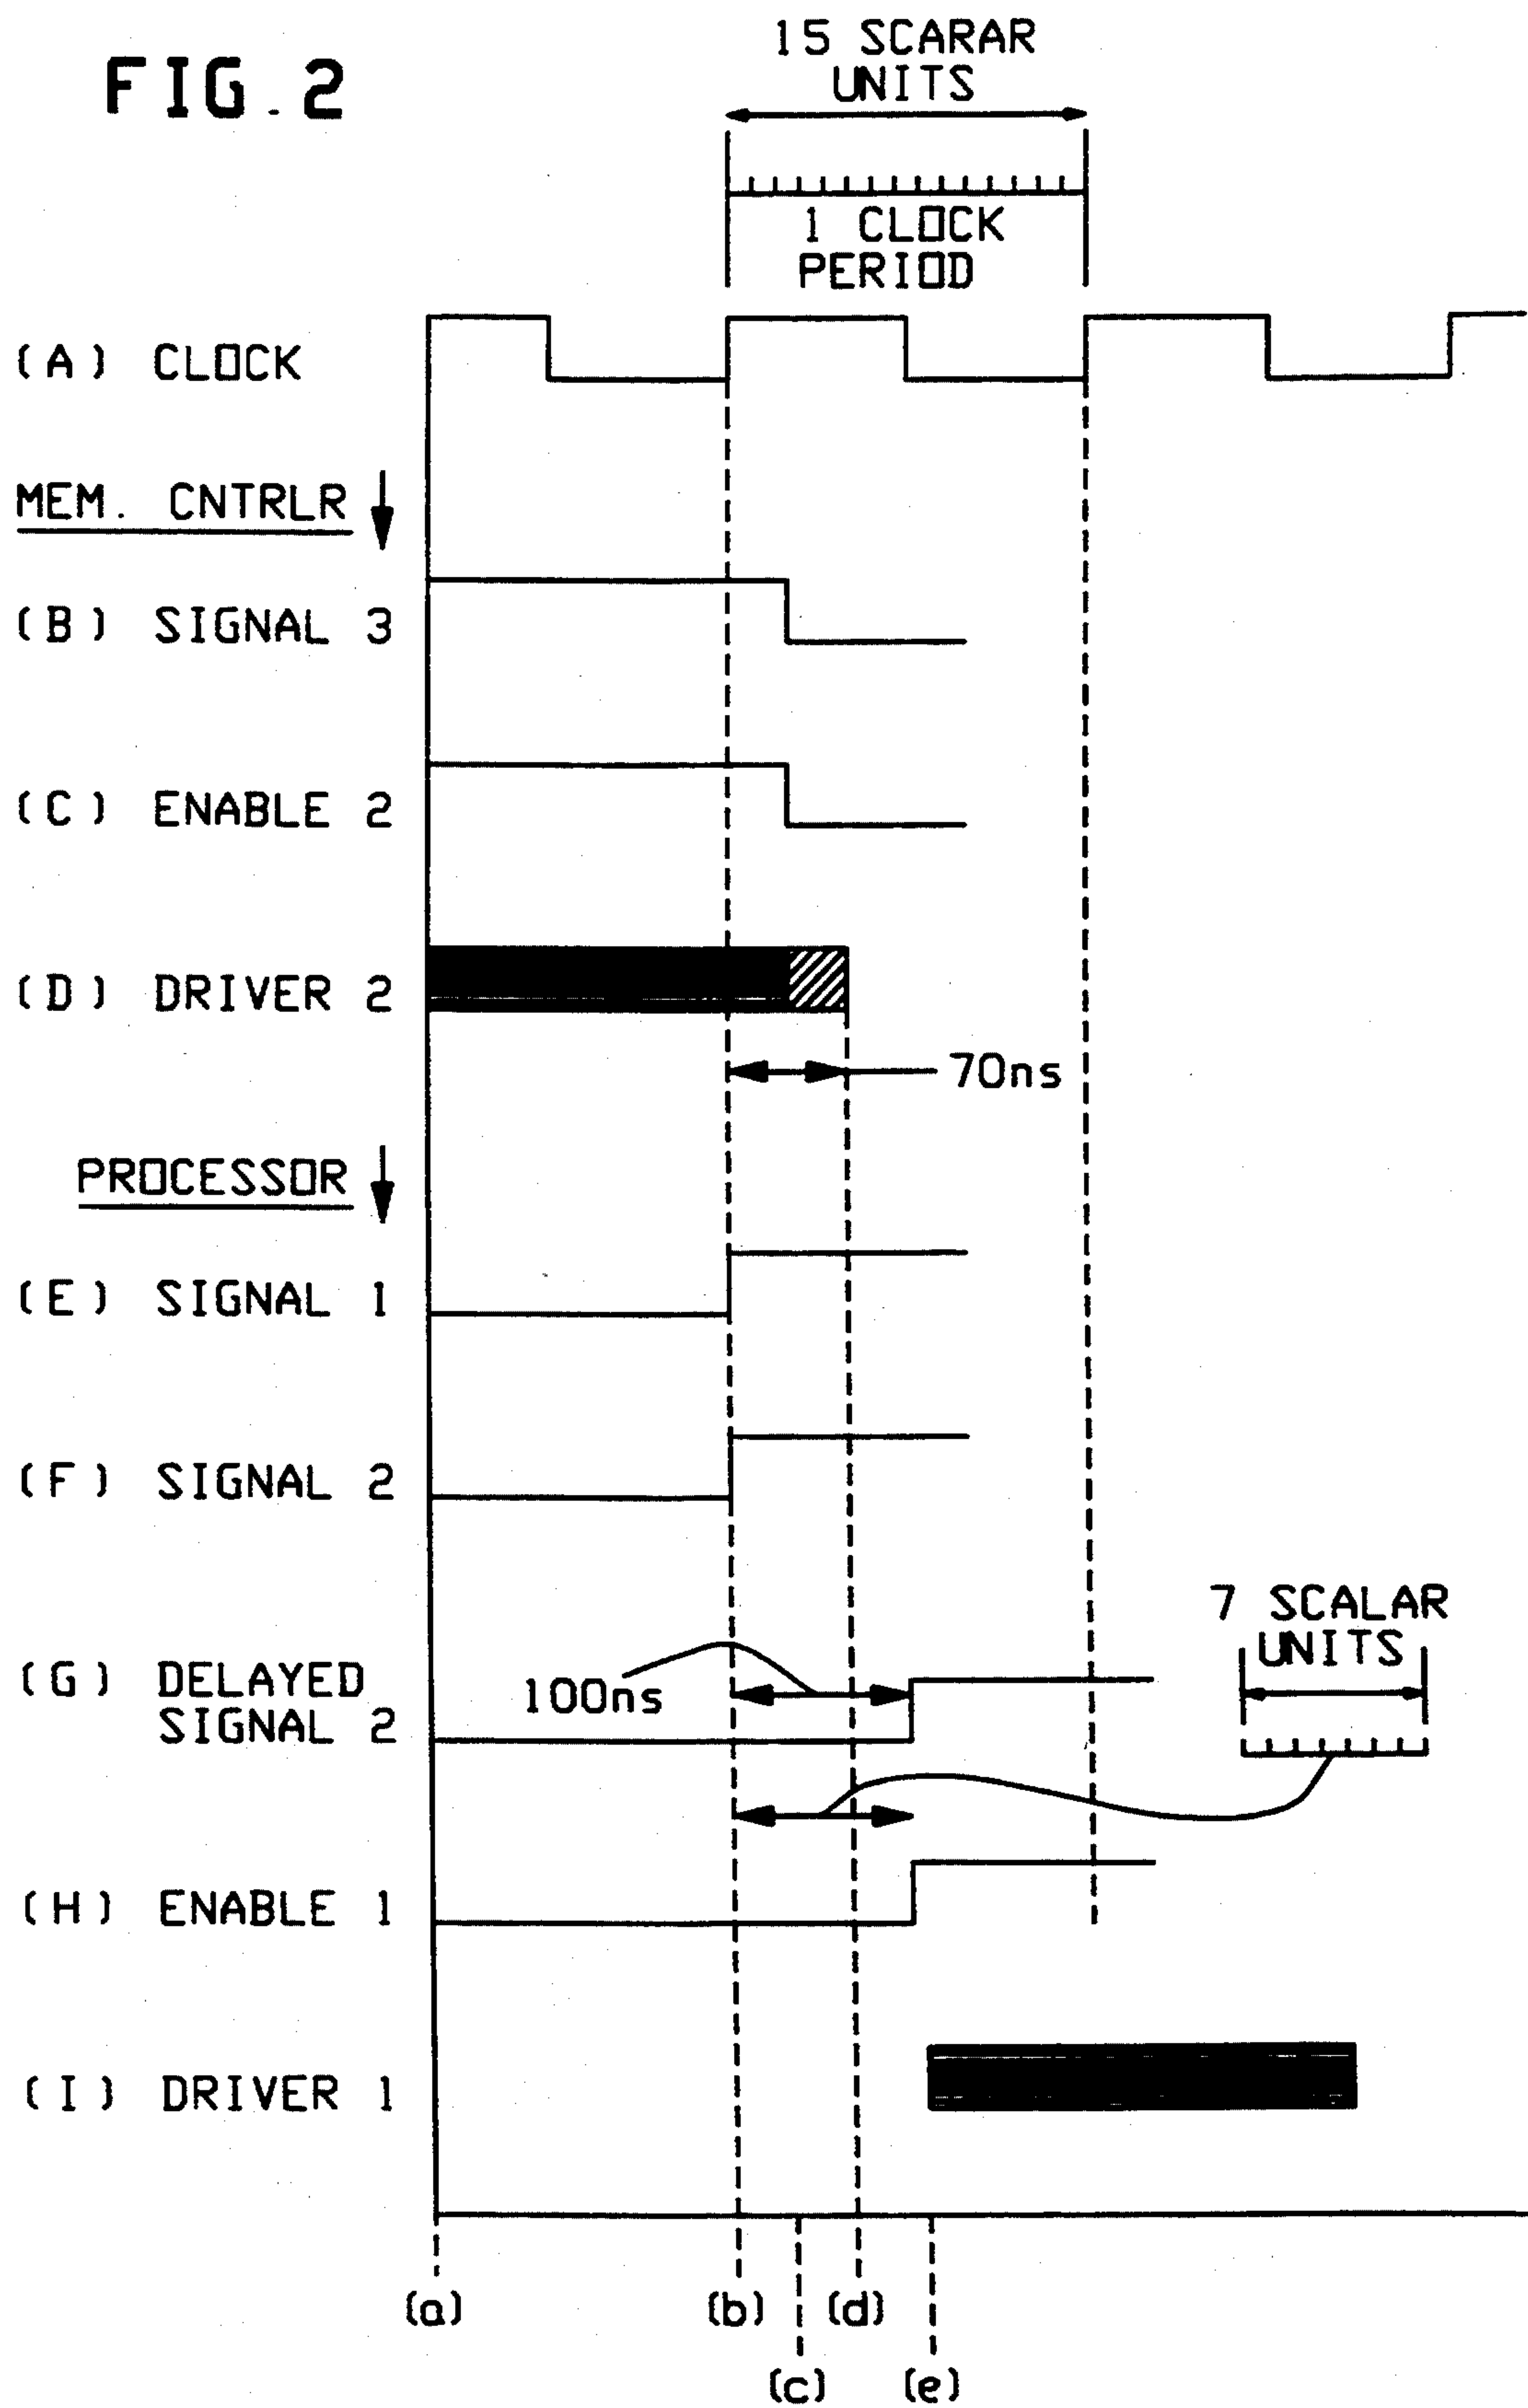 FIG.2
15 SCARAR
UNITS
1 CLOCK
PERIOD
(A) CLOCK
MEM. CNTRLR
(B) SIGNAL 3
(C) ENABLE 2
(D) DRIVER 2
70ns
PROCESSOR
(E) SIGNAL 1
(F) SIGNAL 2
7 SCALAR
UNITS
(G) DELAYED
SIGNAL 2
100ns
(H) ENABLE 1
(I) DRIVER 1
(a)
(b)
(d)
(c)
(e)